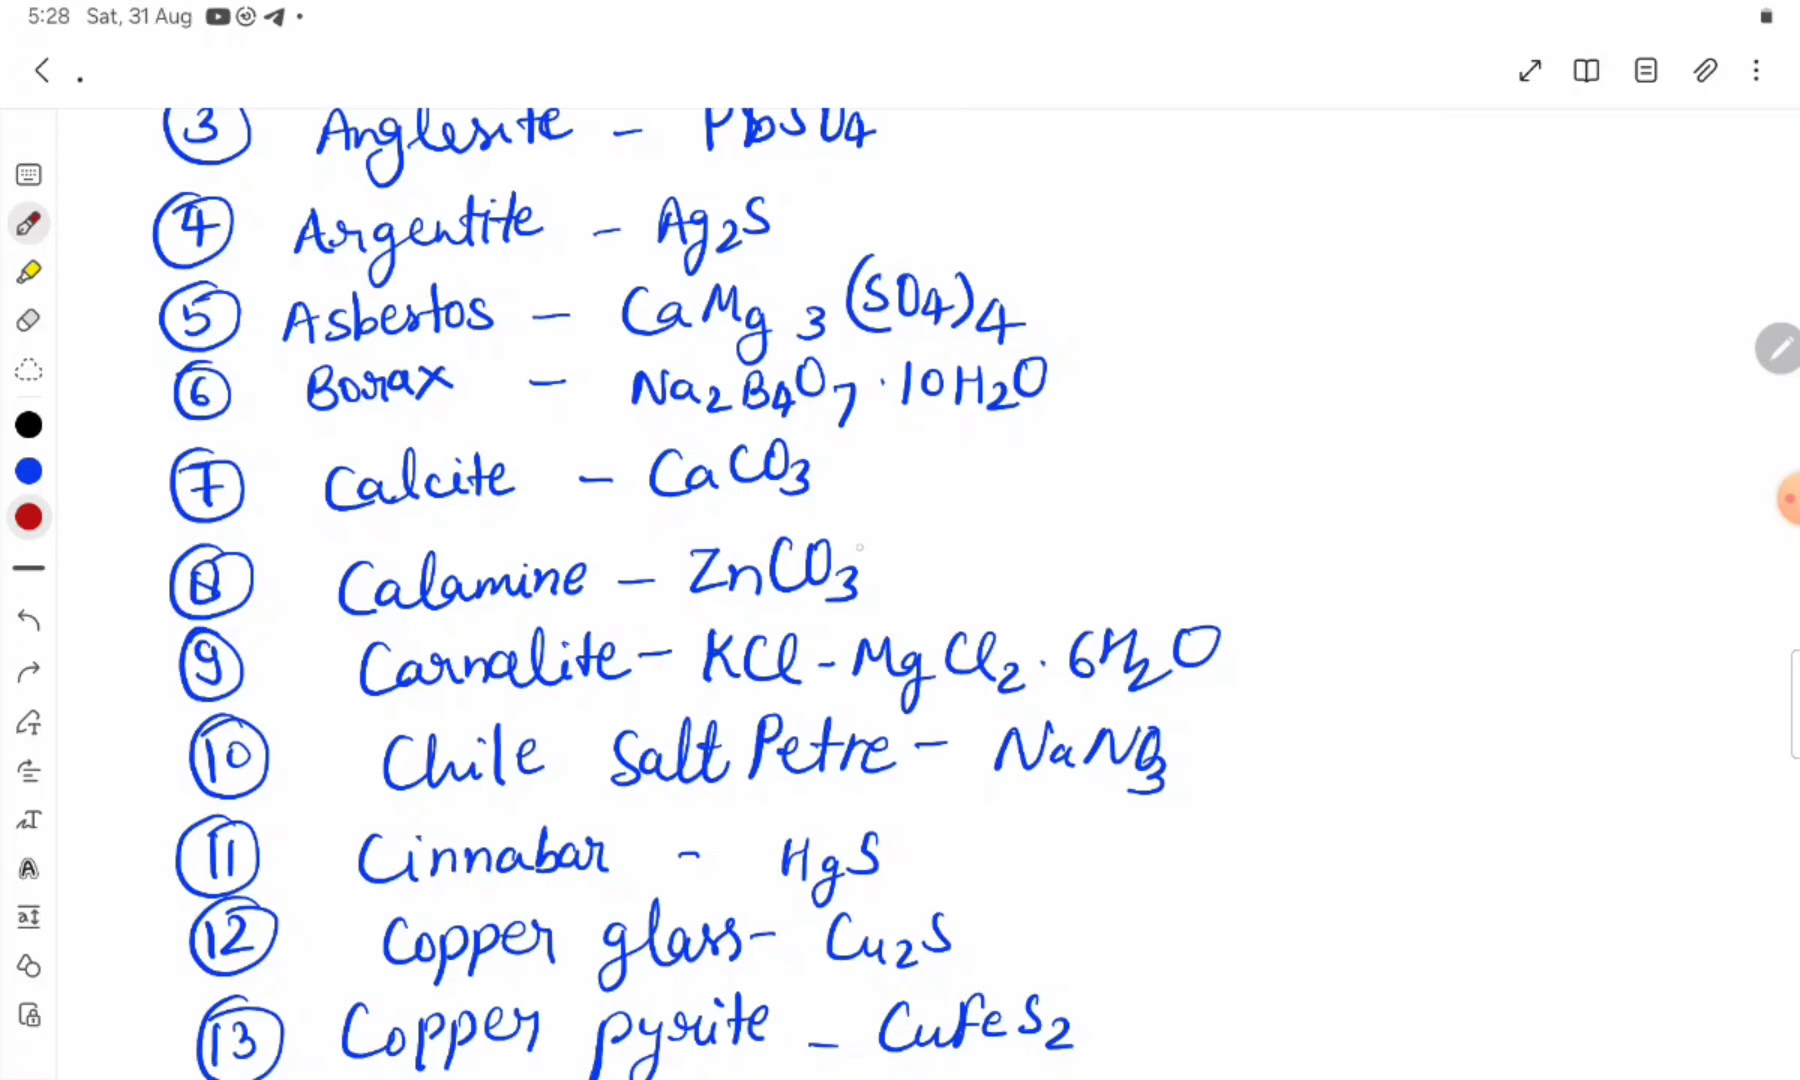 5:28 Sat, 31 Aug
③ Anglesite - PbSO4
④ Argentite - Ag2S
⑤ Asbestos - CaMg3(SO4)4
⑥ Borax - Na2B4O7·10H2O
⑦ Calcite - CaCO3
⑧ Calamine - ZnCO3
⑨ Carnalite - KCl - MgCl2·6H2O
⑩ Chile Salt Petre - NaNO3
⑪ Cinnabar - HgS
⑫ Copper glass - Cu2S
⑬ Copper pyrite - CuFeS2